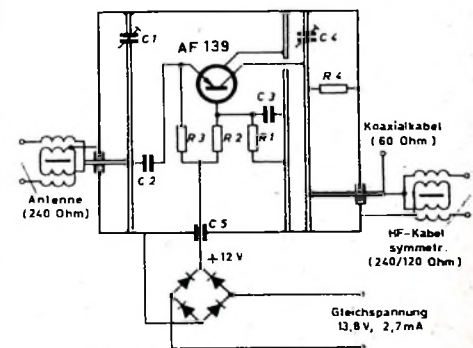 C1
AF 139
C4
C3
R4
R3
R2
R1
Koaxialkabel
(60 Ohm)
C2
Antenne
(240 Ohm)
C5
+12 V
HF-Kabel
symmetr.
(240/120 Ohm)
Gleichspannung
13,8V, 2,7mA